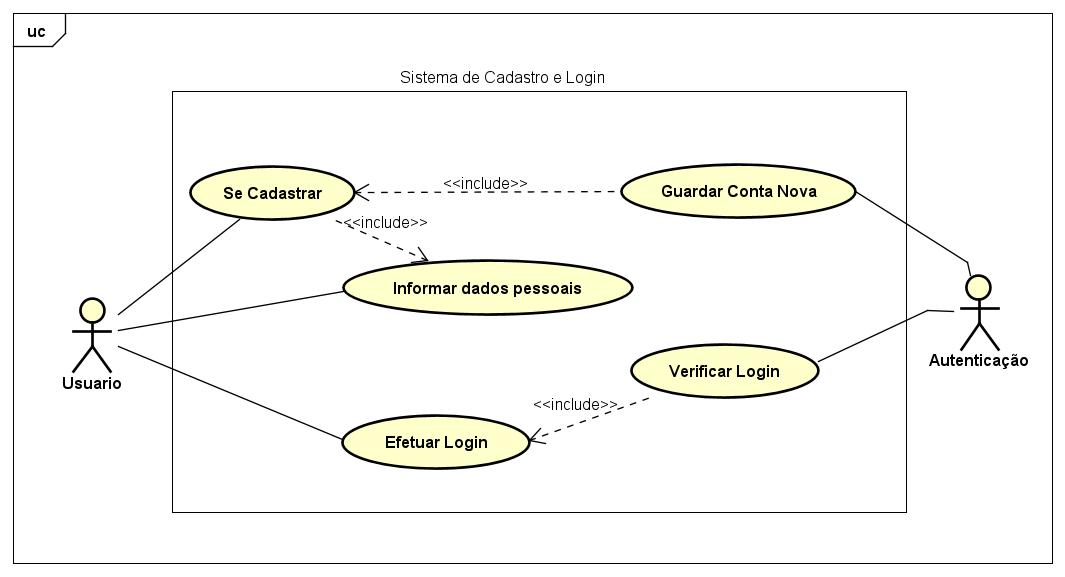 uc
Sistema de Cadastro e Login
<<include>>
Se Cadastrar
Guardar Conta Nova
<<include>>
Informar dados pessoais
Autenticação
Verificar Login
Usuario
<<include>>
Efetuar Login